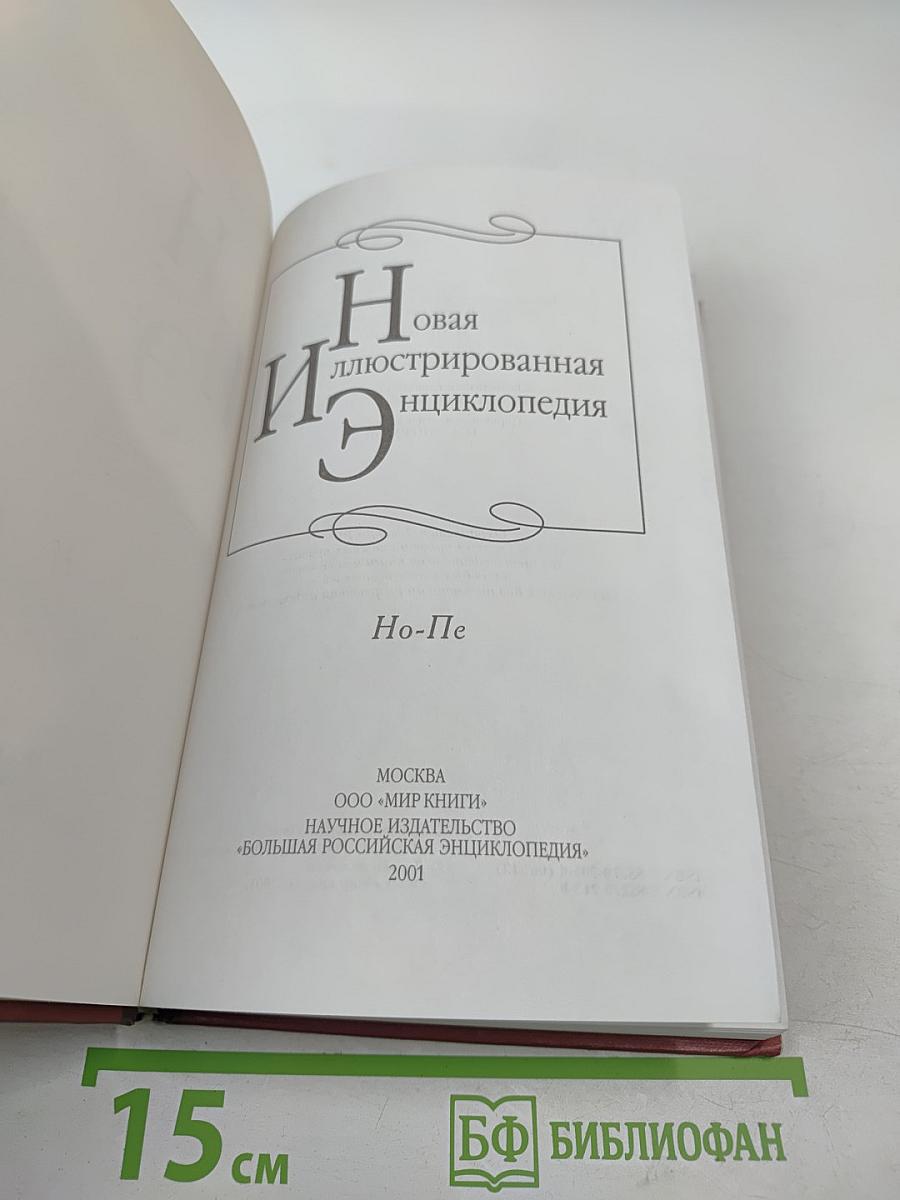 Новая
Иллюстрированная
Энциклопедия
Но-Пе
МОСКВА
ООО «МИР КНИГИ»
НАУЧНОЕ ИЗДАТЕЛЬСТВО
«БОЛЬШАЯ РОССИЙСКАЯ ЭНЦИКЛОПЕДИЯ»
2001
15 см
БФ БИБЛИОФАН